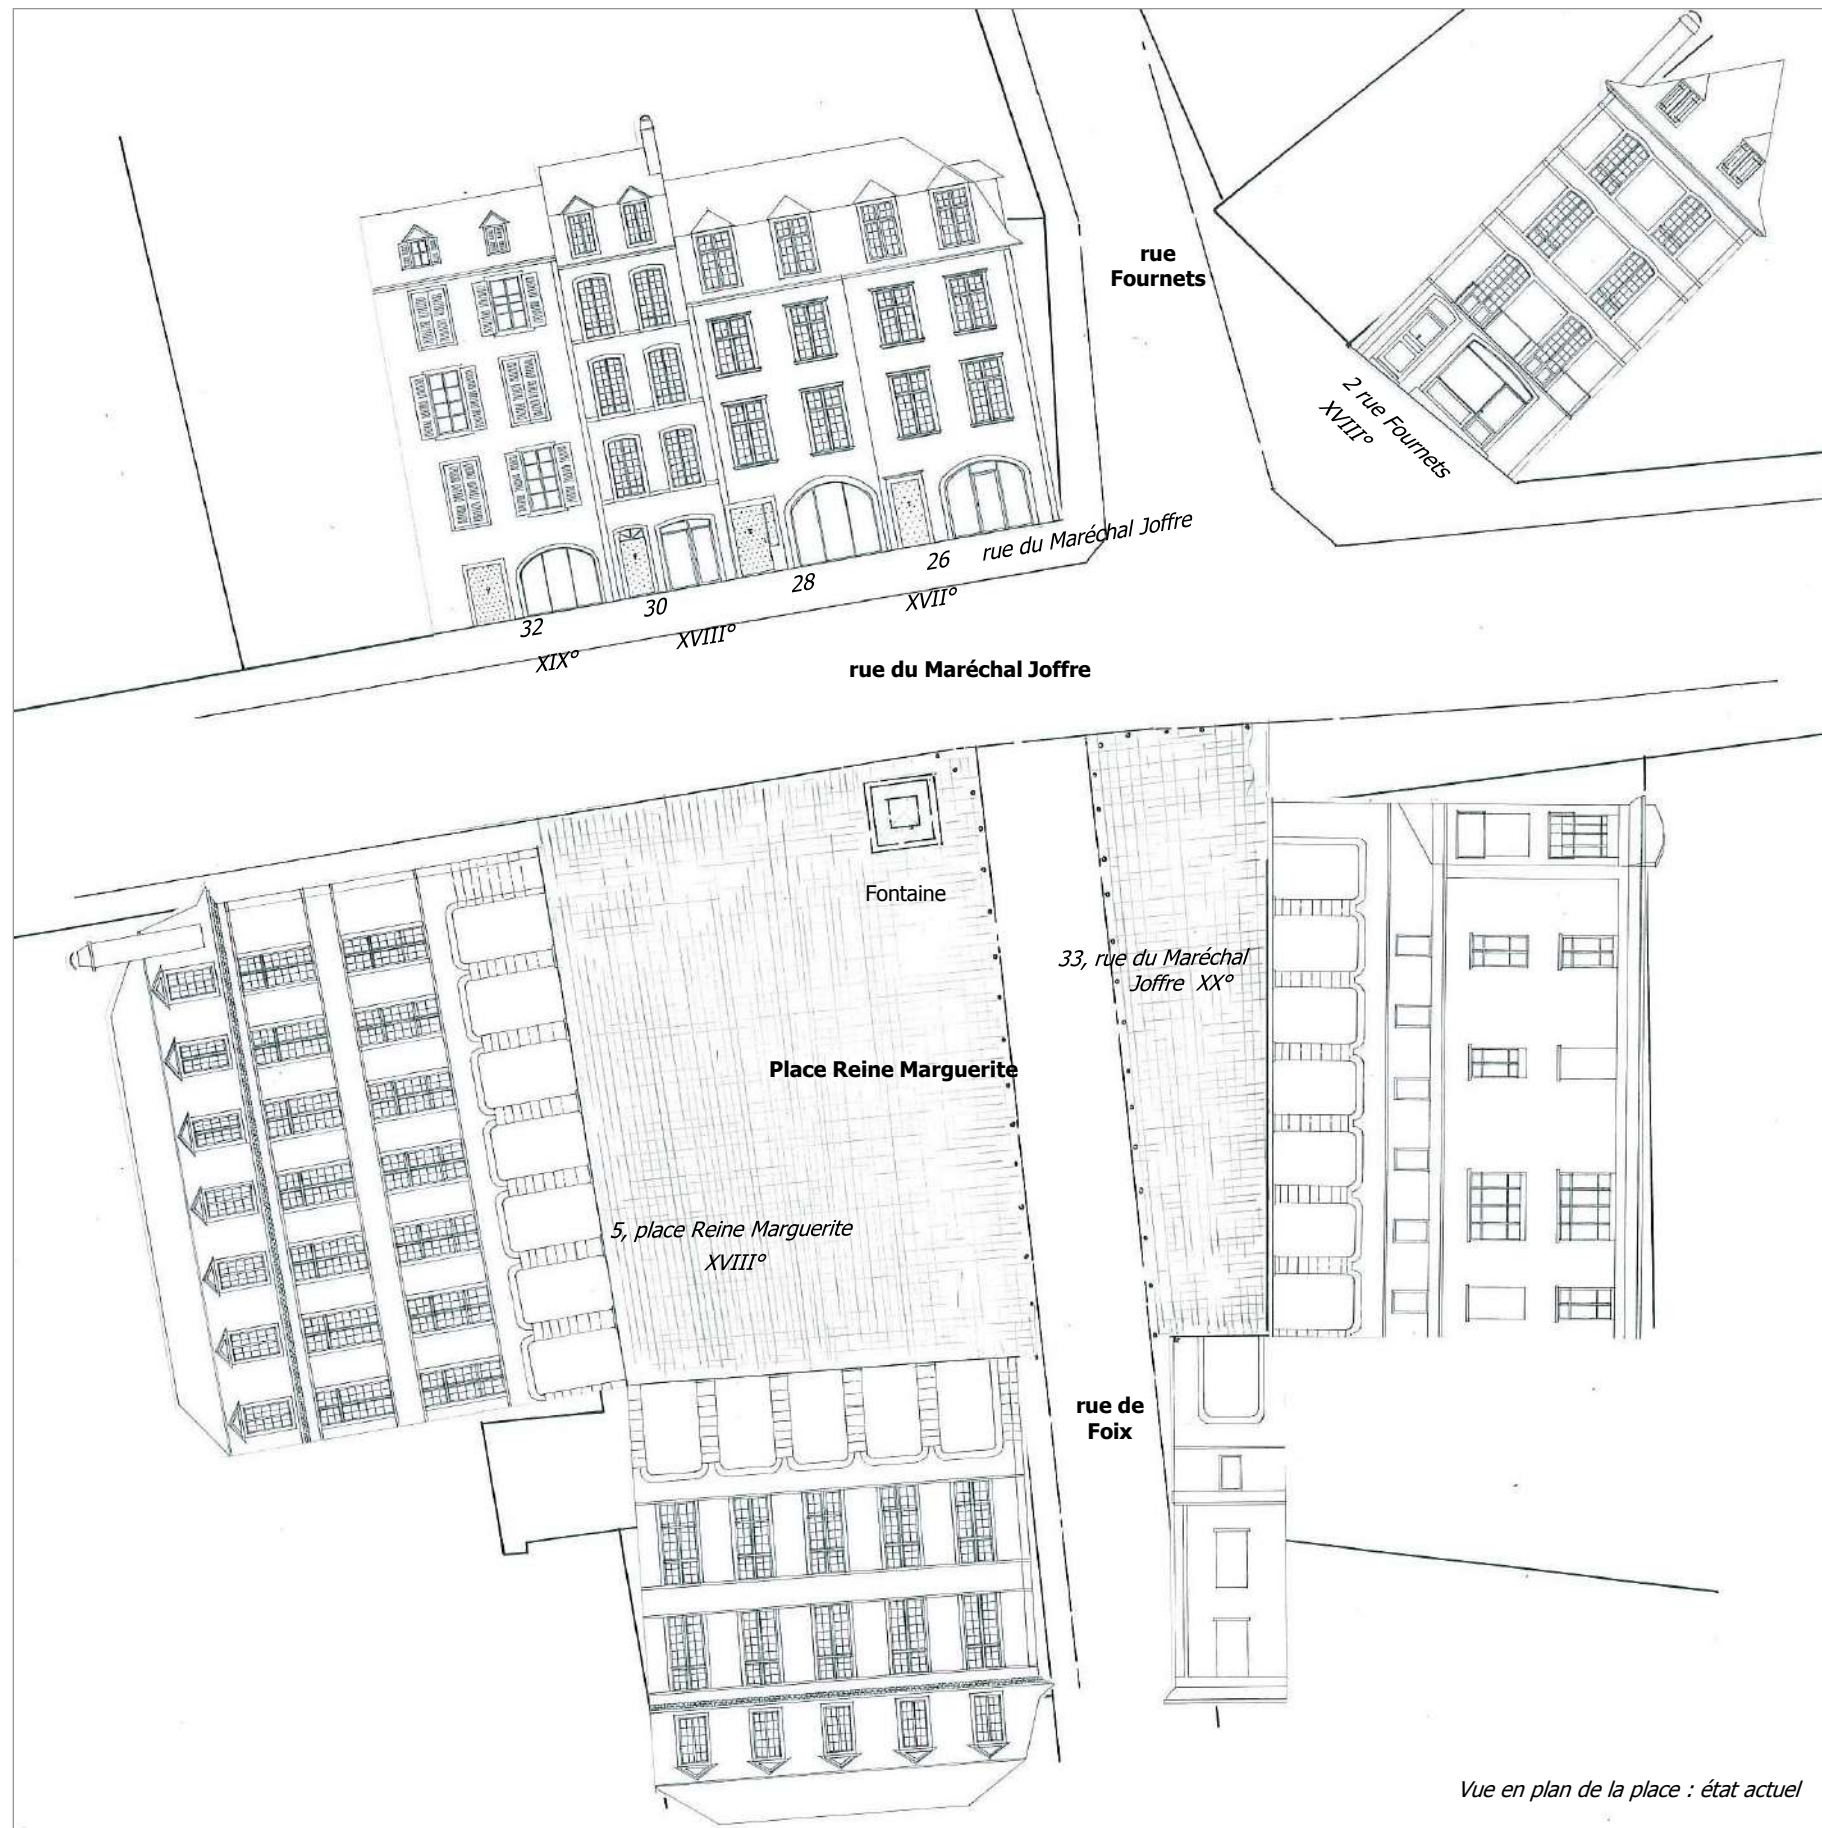 rue
Fournets
2 rue Fournets
XVIII°
26
rue du Maréchal Joffre
28
30
32
XVII°
XVIII°
XIX°
rue du Maréchal Joffre
Fontaine
33, rue du Maréchal
Joffre XX°
Place Reine Marguerite
5, place Reine Marguerite
XVIII°
rue de
Foix
Vue en plan de la place : état actuel